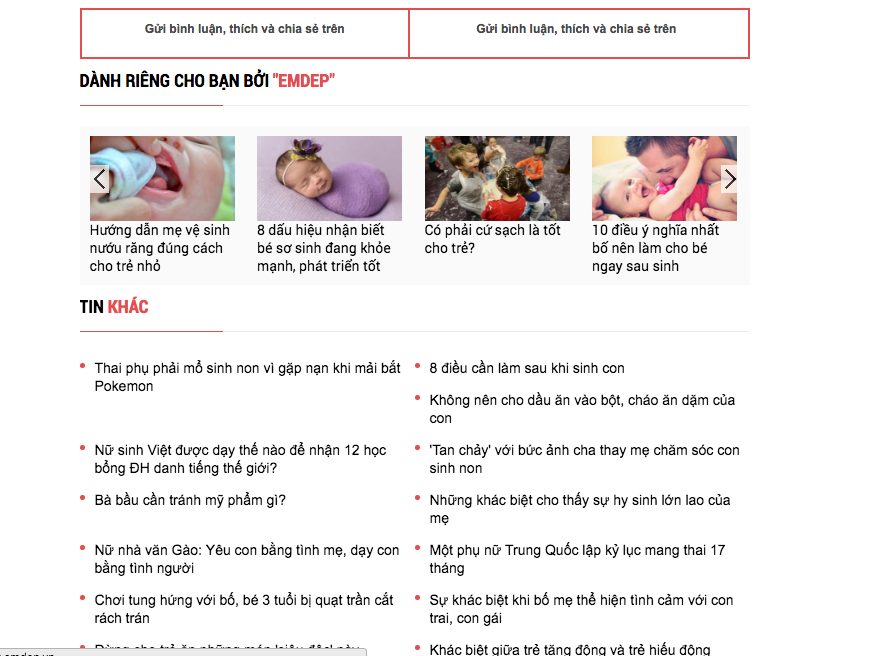 Gửi bình luận, thích và chia sẻ trên
Gửi bình luận, thích và chia sẻ trên
DÀNH RIÊNG CHO BẠN BỞI "EMDEP"
Hướng dẫn mẹ vệ sinh
nướu răng đúng cách
cho trẻ nhỏ
8 dấu hiệu nhận biết
bé sơ sinh đang khỏe
mạnh, phát triển tốt
Có phải cứ sạch là tốt
cho trẻ?
10 điều ý nghĩa nhất
bố nên làm cho bé
ngay sau sinh
TIN KHÁC
Thai phụ phải mổ sinh non vì gặp nạn khi mải bắt
Pokemon
8 điều cần làm sau khi sinh con
Không nên cho dầu ăn vào bột, cháo ăn dặm của
con
Nữ sinh Việt được dạy thế nào để nhận 12 học
bổng ĐH danh tiếng thế giới?
'Tan chảy' với bức ảnh cha thay mẹ chăm sóc con
sinh non
Bà bầu cần tránh mỹ phẩm gì?
Những khác biệt cho thấy sự hy sinh lớn lao của
mẹ
Nữ nhà văn Gào: Yêu con bằng tình mẹ, dạy con
bằng tình người
Một phụ nữ Trung Quốc lập kỷ lục mang thai 17
tháng
Chơi tung hứng với bố, bé 3 tuổi bị quạt trần cắt
rách trán
Sự khác biệt khi bố mẹ thể hiện tình cảm với con
trai, con gái
Khác biệt giữa trẻ tăng động và trẻ hiếu động